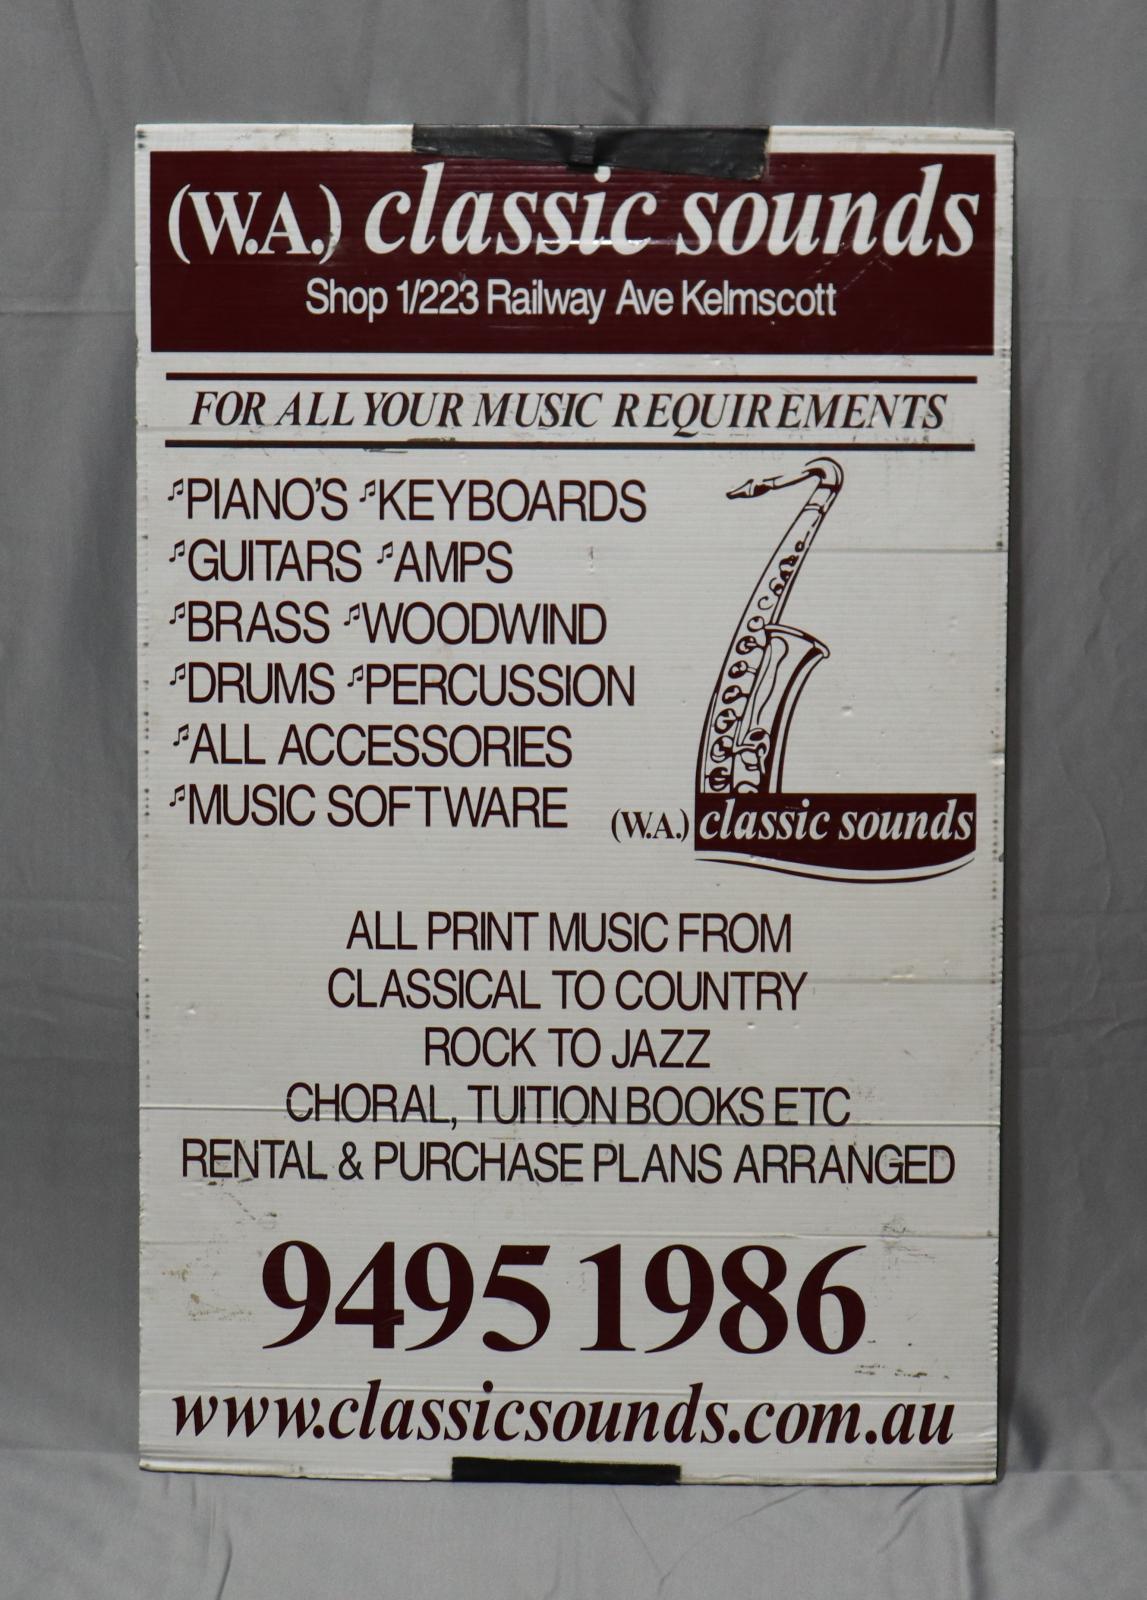 (W.A.) classic sounds
Shop 1/223 Railway Ave Kelmscott
FOR ALL YOUR MUSIC REQUIREMENTS
♫PIANO'S ♫KEYBOARDS
♫GUITARS ♫AMPS
♫BRASS ♫WOODWIND
♫DRUMS ♫PERCUSSION
♫ALL ACCESSORIES
♫MUSIC SOFTWARE
(W.A.) classic sounds
ALL PRINT MUSIC FROM
CLASSICAL TO COUNTRY
ROCK TO JAZZ
CHORAL, TUITION BOOKS ETC
RENTAL & PURCHASE PLANS ARRANGED
9495 1986
www.classicsounds.com.au